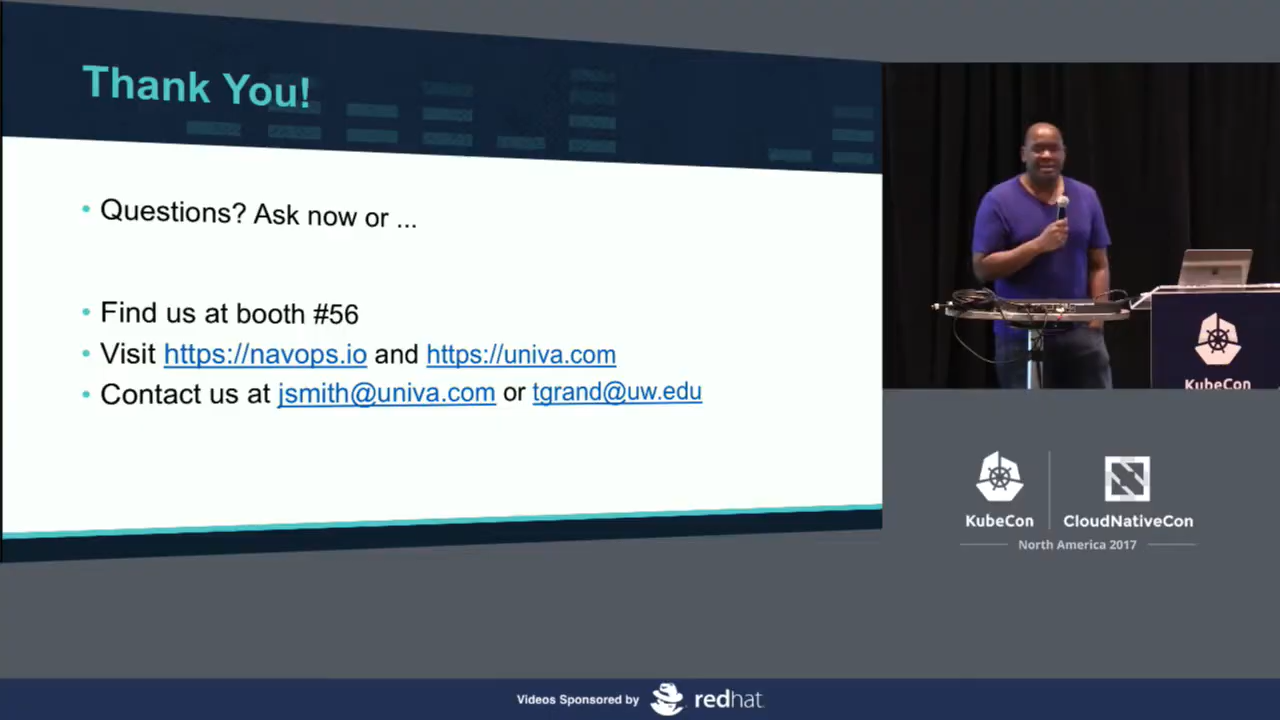 Thank You!
• Questions? Ask now or ...
• Find us at booth #56
• Visit https://navops.io and https://univa.com
• Contact us at jsmith@univa.com or tgrand@uw.edu
KubeCon
KubeCon
CloudNativeCon
North America 2017
Videos Sponsored by
redhat.